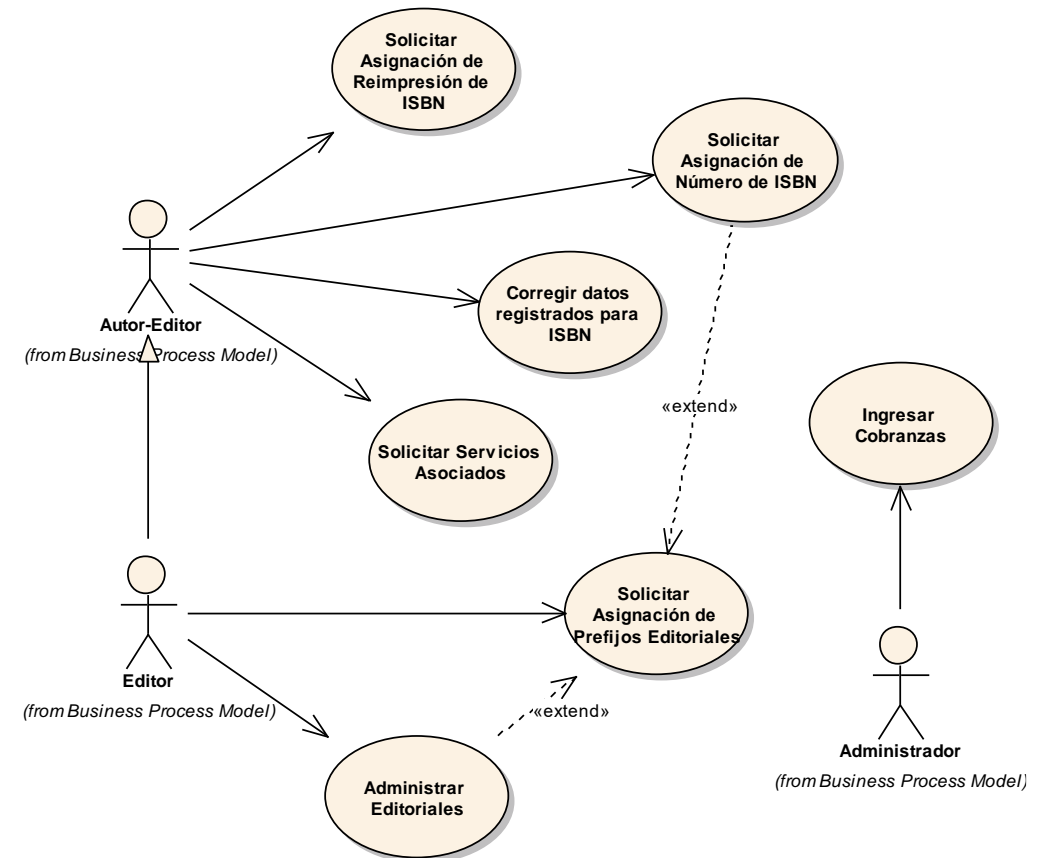 Solicitar
Asignación de
Reimpresión de
ISBN
Solicitar
Asignación de
Número de ISBN
Autor-Editor
(from Business Process Model)
Corregir datos
registrados para
ISBN
Solicitar Servicios
Asociados
«extend»
Ingresar
Cobranzas
Solicitar
Asignación de
Prefijos Editoriales
Editor
(from Business Process Model)
«extend»
Administrar
Editoriales
Administrador
(from Business Process Model)